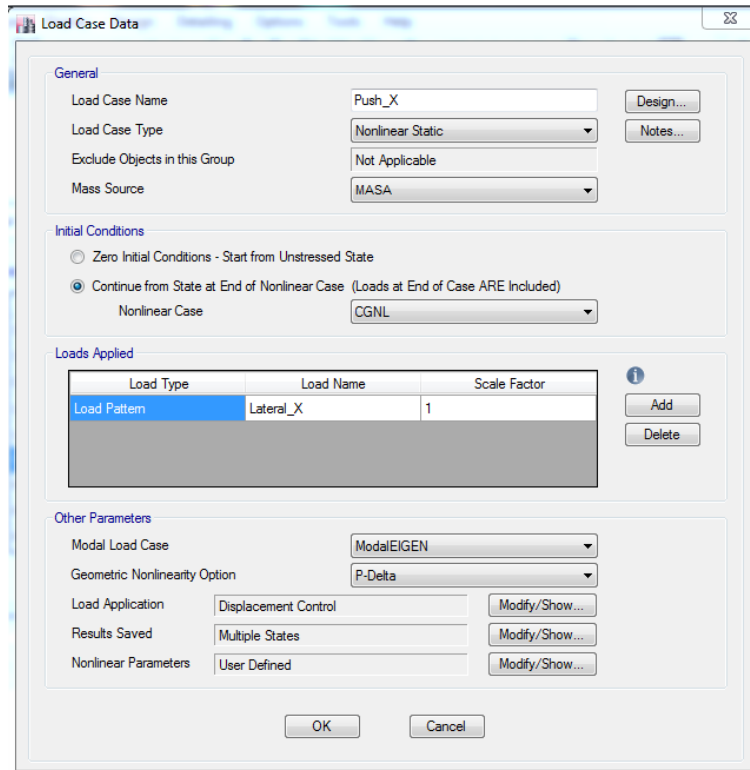 Load Case Data
Detailing Options Tools Help
General
Load Case Name Push_X Design...
Load Case Type Nonlinear Static Notes...
Exclude Objects in this Group Not Applicable
Mass Source MASA
Initial Conditions
Zero Initial Conditions - Start from Unstressed State
Continue from State at End of Nonlinear Case (Loads at End of Case ARE Included)
Nonlinear Case CGNL
Loads Applied
Load Type Load Name Scale Factor
Load Pattern Lateral_X 1 Add
Delete
Other Parameters
Modal Load Case ModalEIGEN
Geometric Nonlinearity Option P-Delta
Load Application Displacement Control Modify/Show...
Results Saved Multiple States Modify/Show...
Nonlinear Parameters User Defined Modify/Show...
OK Cancel